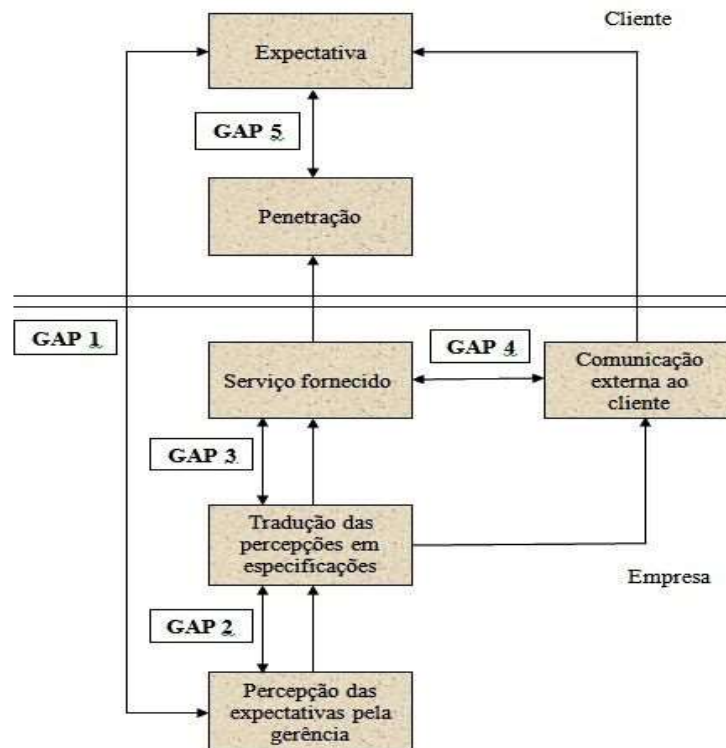 Cliente
Expectativa
GAP 5
Penetração
GAP 1
Serviço fornecido
GAP 4
Comunicação
externa ao
cliente
GAP 3
Tradução das
percepções em
especificações
Empresa
GAP 2
Percepção das
expectativas pela
gerência